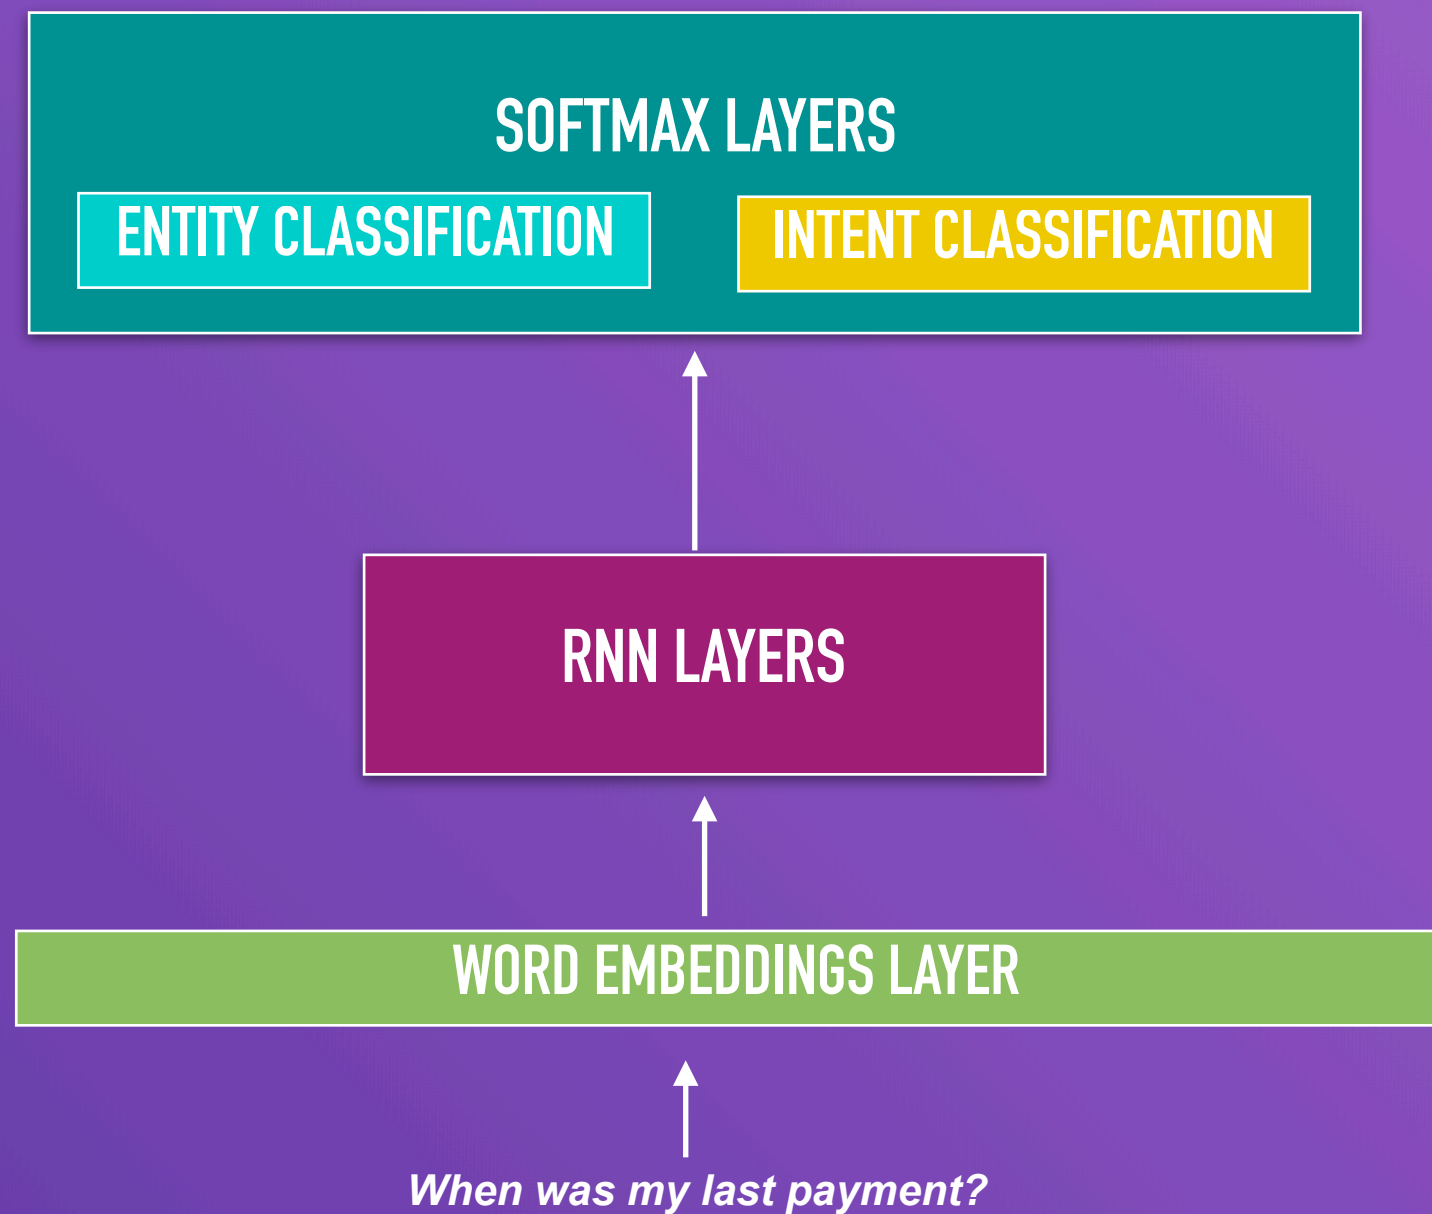 SOFTMAX LAYERS
ENTITY CLASSIFICATION
INTENT CLASSIFICATION
RNN LAYERS
WORD EMBEDDINGS LAYER
When was my last payment?